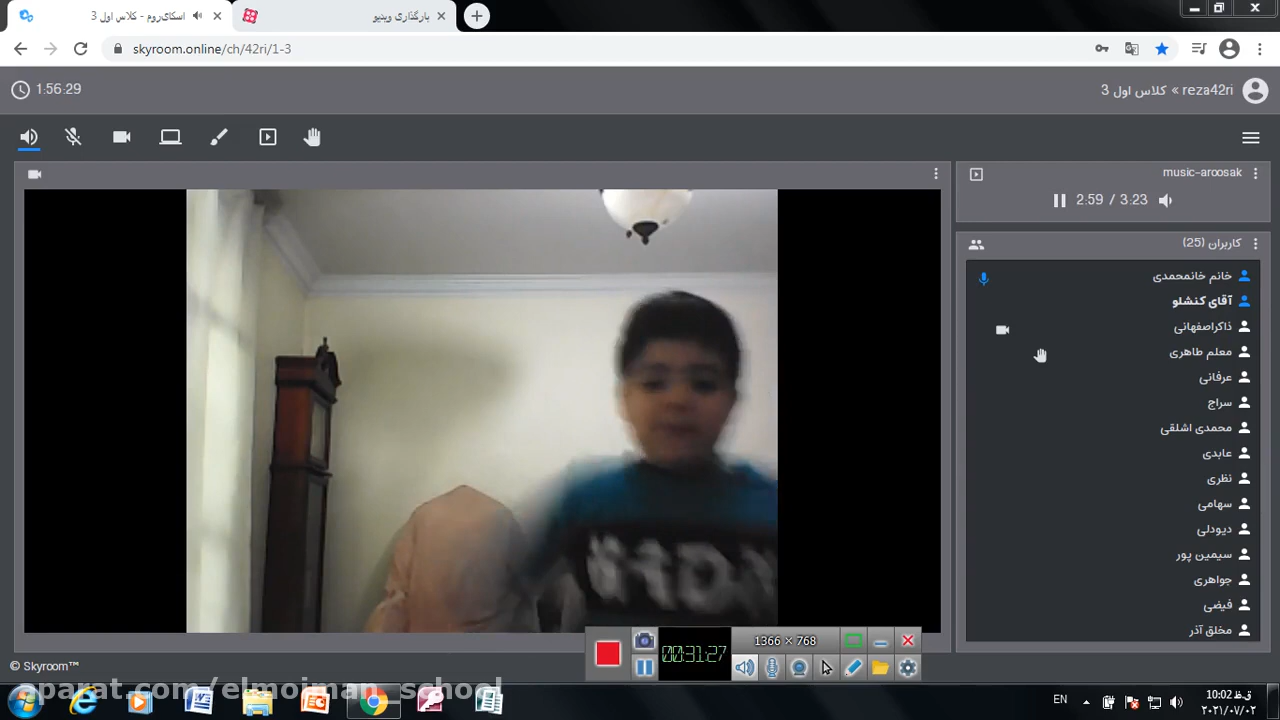 اسکای‌روم - کلاس اول 3
بارگذاری ویدیو
skyroom.online/ch/42ri/1-3
1:56:29
reza42ri » کلاس اول 3
music-aroosak
2:59 / 3:23
کاربران (25)
خانم خانمحمدی
آقای کنشلو
ذاکراصفهانی
معلم طاهری
عرفانی
سراج
محمدی اشلقی
عابدی
نظری
سهامی
دیودلی
سیمین پور
جواهری
فیضی
مخلق آذر
1366 × 768
00:31:27
© Skyroom™
aparat.com/elmoiman_school
EN
10:02 ق.ظ
۲۰۲۱/۰۷/۰۲